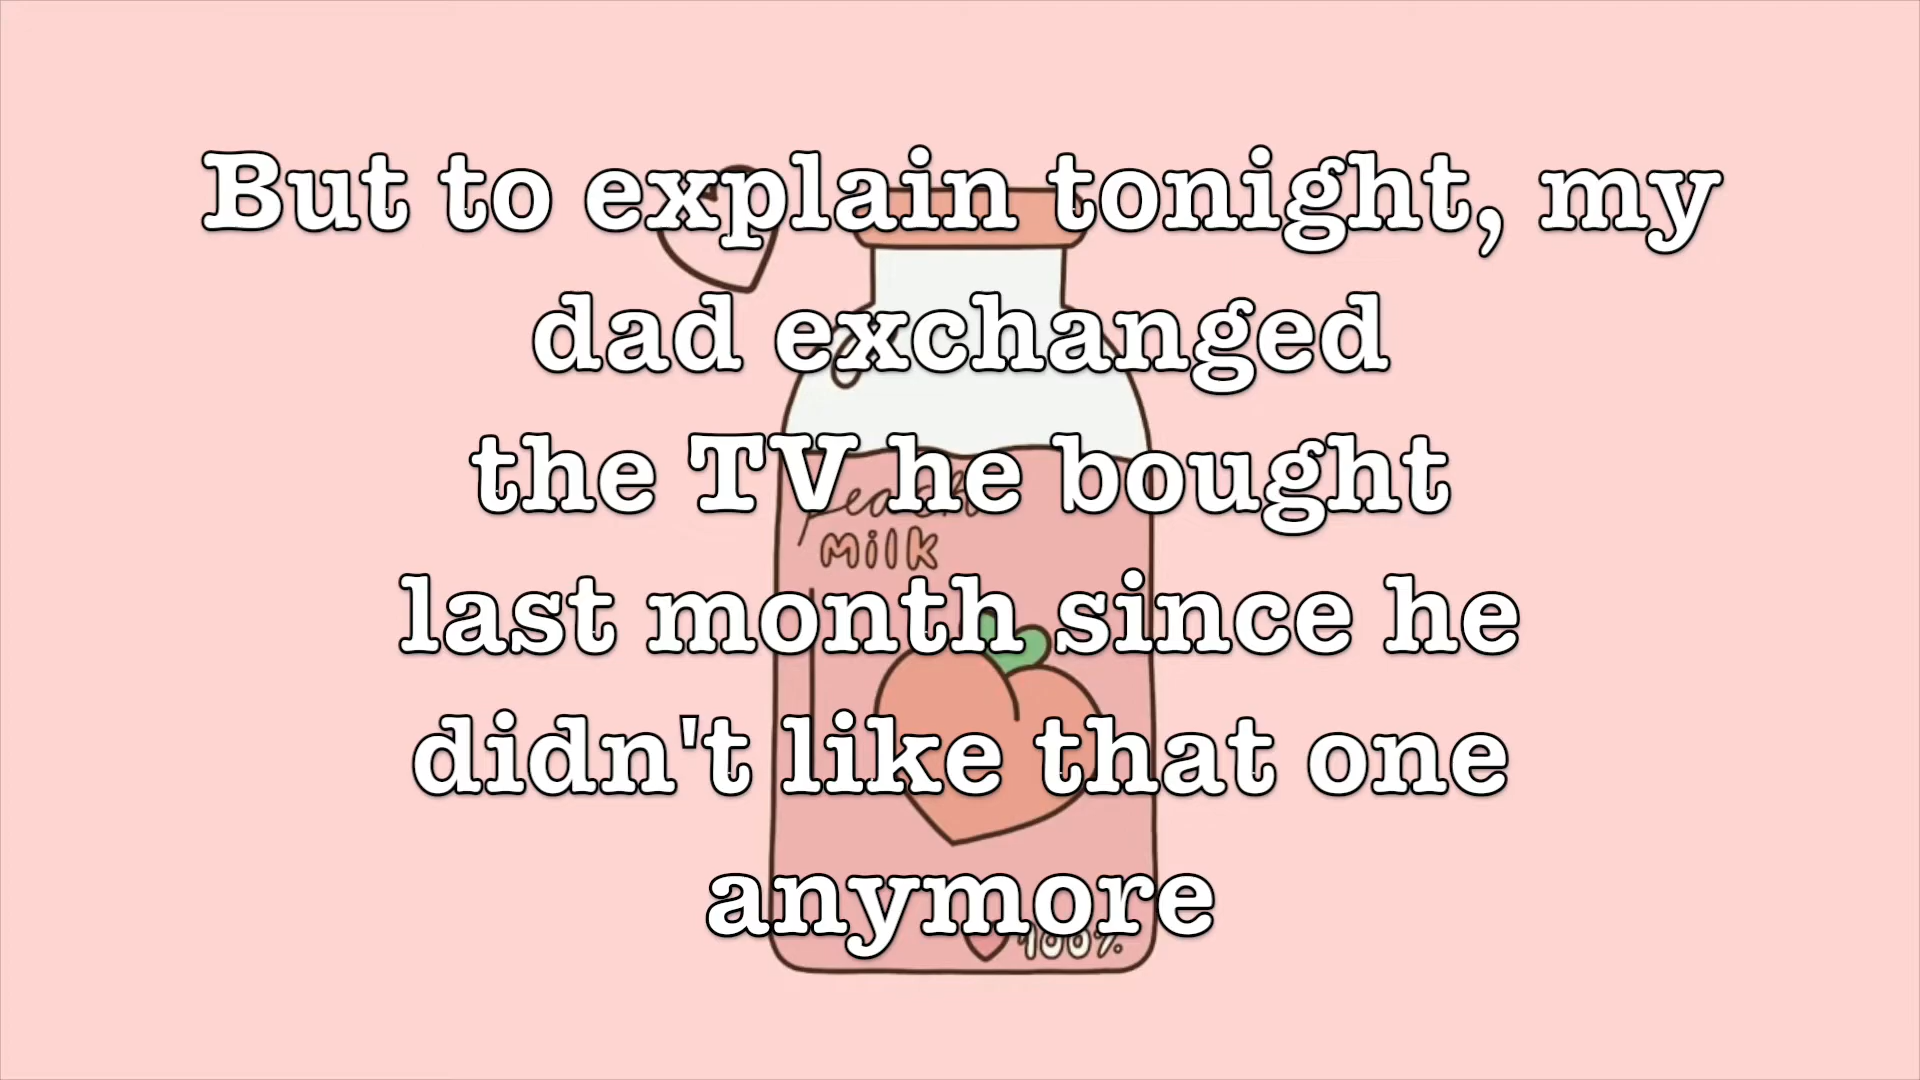 But to explain tonight, my
dad exchanged
the TV he bought
peach
milk
last month since he
didn't like that one
anymore
100%